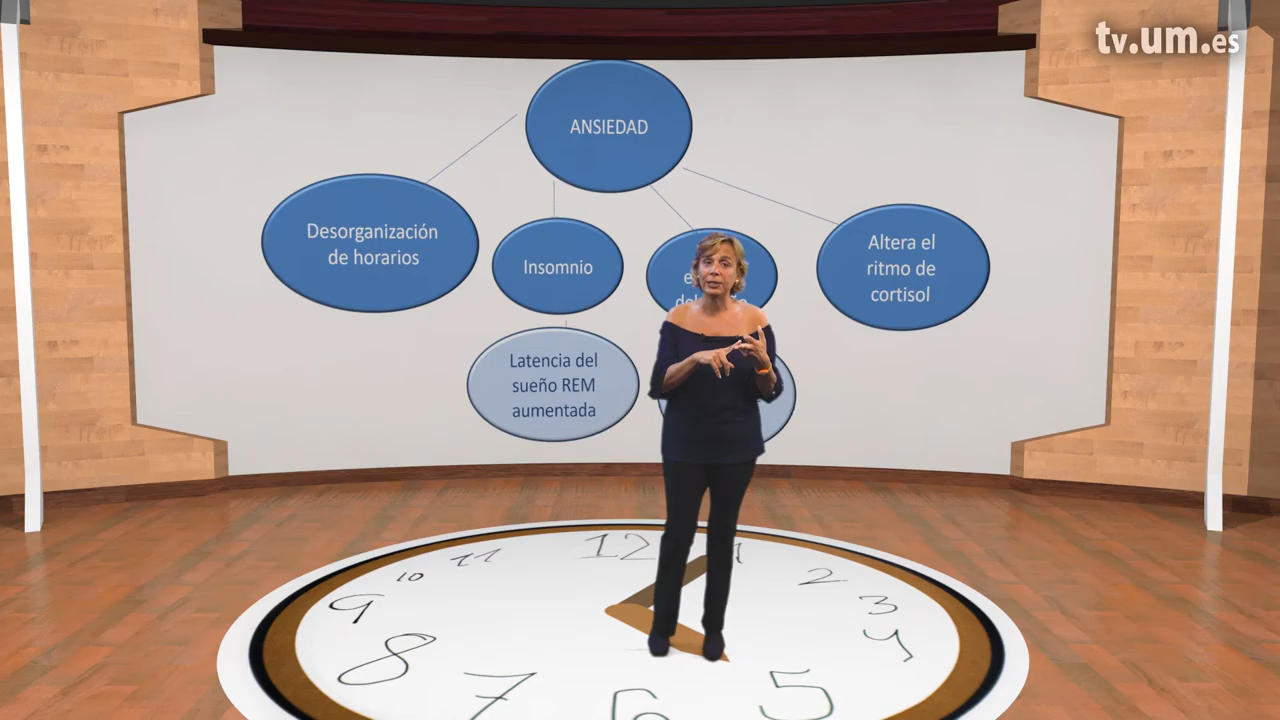 tv.um.es
ANSIEDAD
Desorganización
de horarios
Insomnio
Altera el
ritmo de
cortisol
Latencia del
sueño REM
aumentada
12
11
10
9
8
7
6
5
4
3
2
1